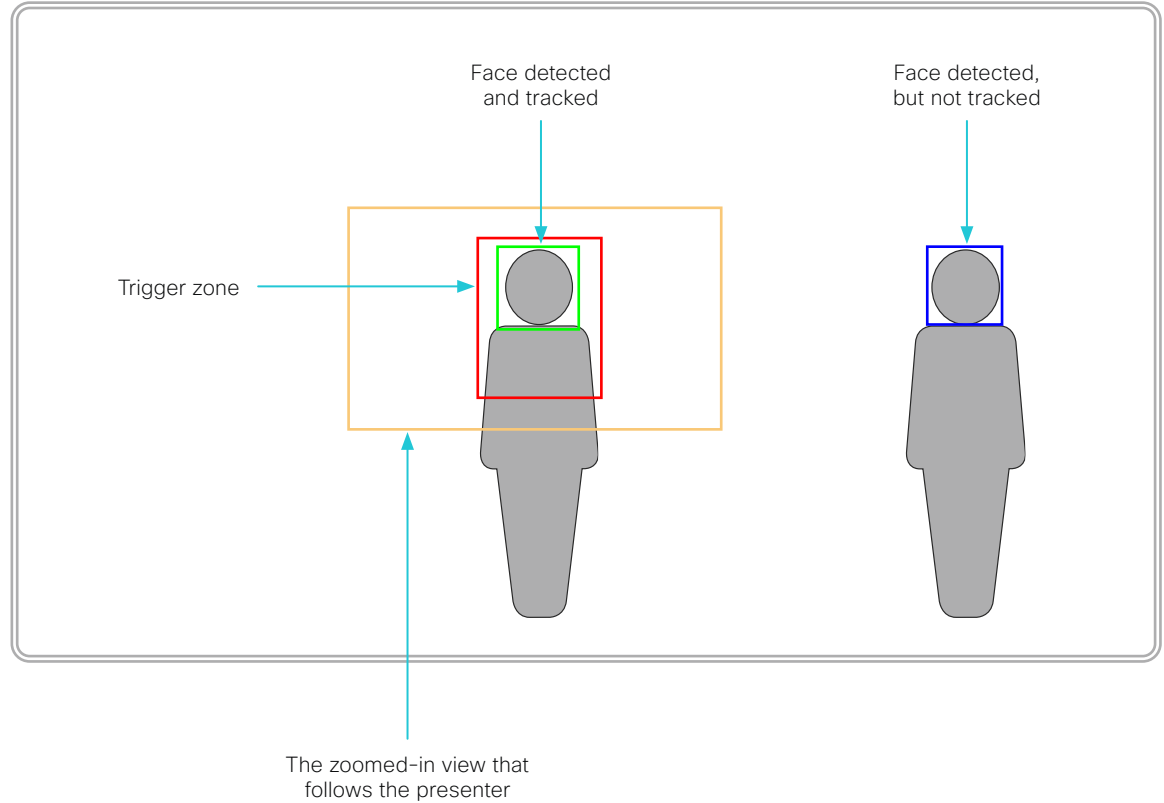 Face detected
and tracked
Face detected,
but not tracked
Trigger zone
The zoomed-in view that
follows the presenter